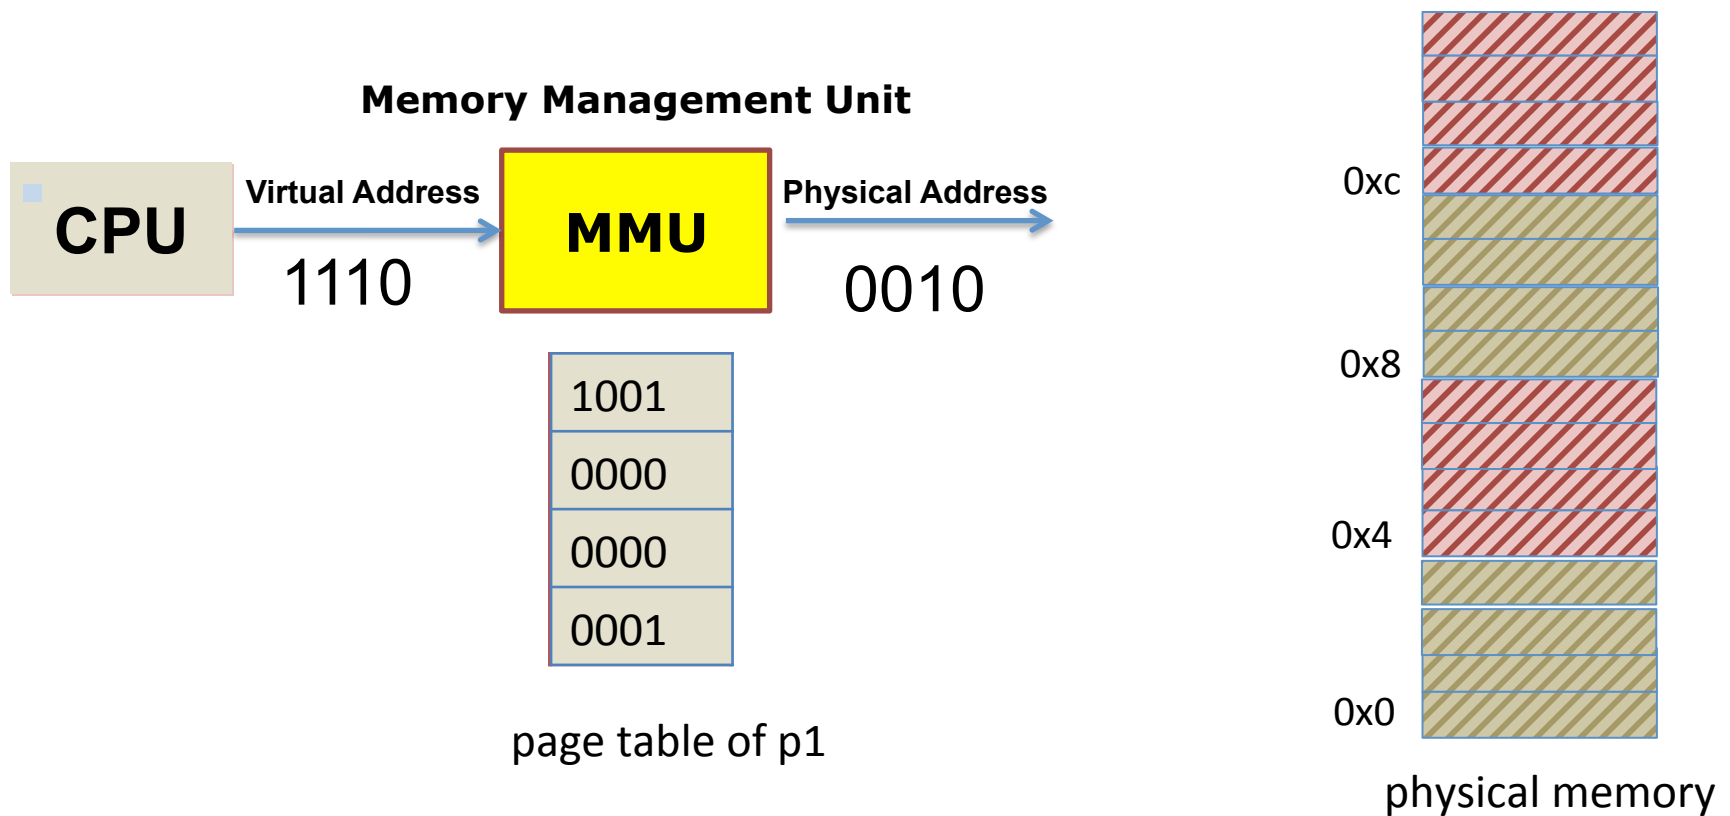 Memory Management Unit
CPU
Virtual Address
1110
MMU
Physical Address
0010
1001
0000
0000
0001
page table of p1
0xc
0x8
0x4
0x0
physical memory